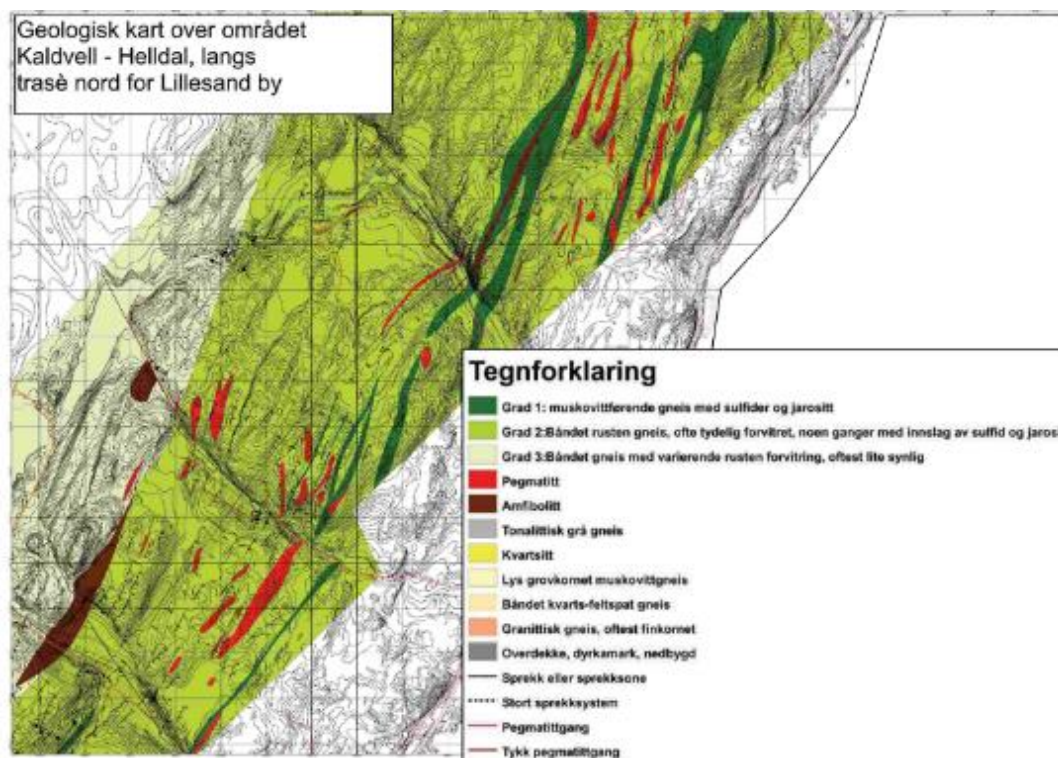 Geologisk kart over området
Kaldvell - Helldal, langs
trasè nord for Lillesand by
Tegnforklaring
Grad 1: muskovittførende gneis med sulfider og jarositt
Grad 2:Båndet rusten gneis, ofte tydelig forvitret, noen ganger med innslag av sulfid og jarosi
Grad 3:Båndet gneis med varierende rusten forvitring, oftest lite synlig
Pegmatitt
Amfibolitt
Tonalittisk grå gneis
Kvartsitt
Lys grovkornet muskovittgneis
Båndet kvarts-feltspat gneis
Granittisk gneis, oftest finkornet
Overdekke, dyrkamark, nedbygd
Sprekk eller sprekksone
Stort sprekksystem
Pegmatittgang
Tykk pegmatittgang